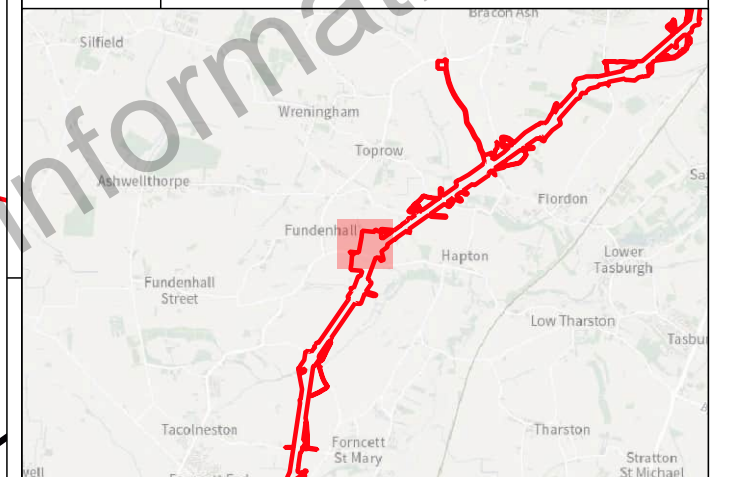 Bracon Ash
Silfield
Wreningham
Toprow
Ashwellthorpe
Flordon
Fundenhall
Hapton
Lower
Tasburgh
Fundenhall
Street
Low Tharston
Tasbu
Tacolneston
Forncett
St Mary
Tharston
Stratton
St Michael
informat